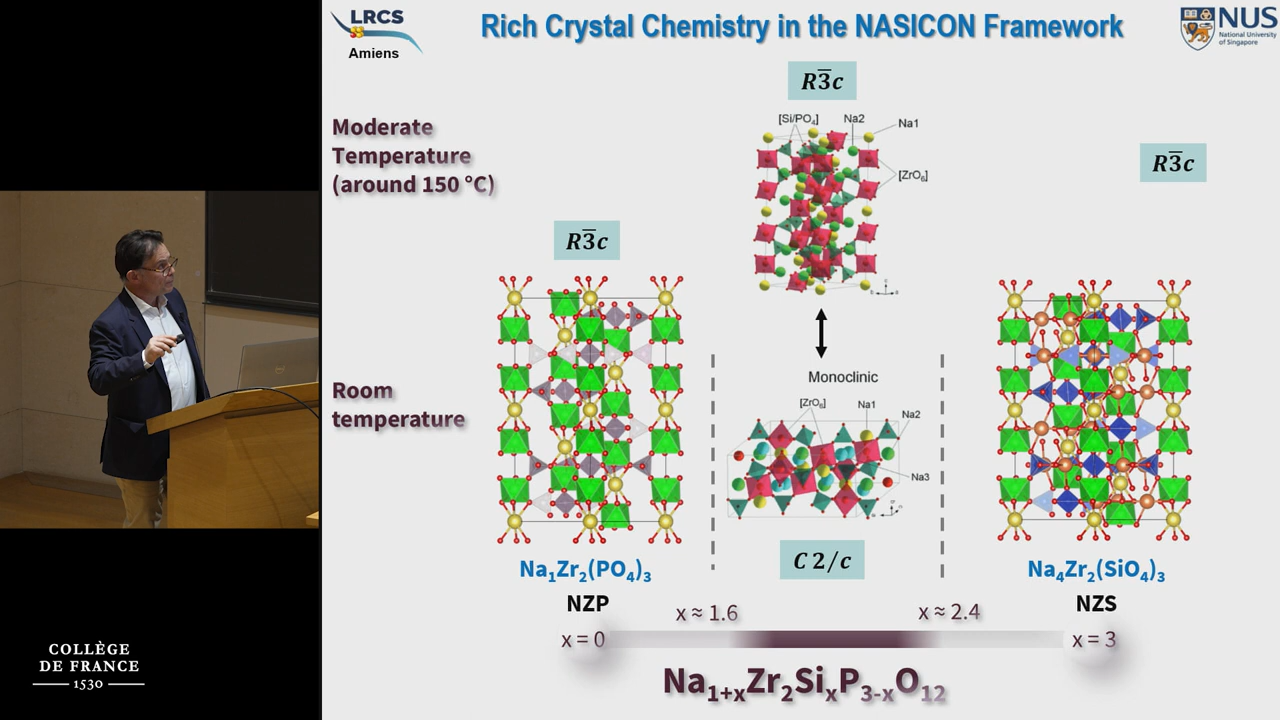 LRCS
Amiens
Rich Crystal Chemistry in the NASICON Framework
NUS
National University
of Singapore
Moderate
Temperature
(around 150 °C)
R3̅c
[Si/PO₄]
Na2
Na1
[ZrO₆]
R3̅c
R3̅c
Room
temperature
Monoclinic
[ZrO₆]
Na1
Na2
Na3
C 2/c
Na₁Zr₂(PO₄)₃
NZP
x = 0
x ≈ 1.6
x ≈ 2.4
Na₄Zr₂(SiO₄)₃
NZS
x = 3
Na₁₊ₓZr₂SiₓP₃₋ₓO₁₂
COLLÈGE
DE FRANCE
1530